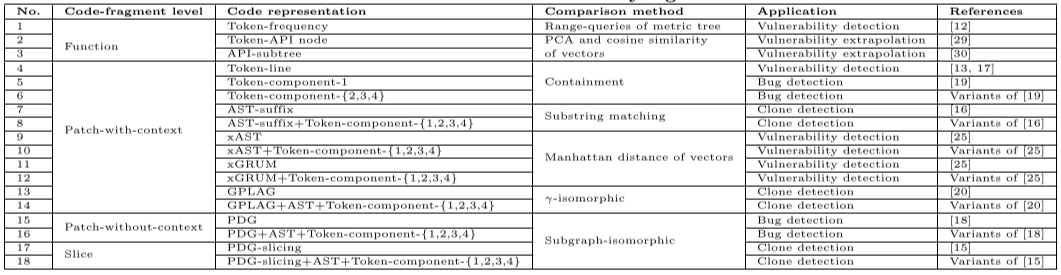 No. Code-fragment level Code representation Comparison method Application References
1 Function Token-frequency Range-queries of metric tree Vulnerability detection [12]
2 Token-API node PCA and cosine similarity of vectors Vulnerability extrapolation [29]
3 API-subtree Vulnerability extrapolation [30]
4 Patch-with-context Token-line Containment Vulnerability detection [13, 17]
5 Token-component-1 Bug detection [19]
6 Token-component-{2,3,4} Bug detection Variants of [19]
7 AST-suffix Substring matching Clone detection [16]
8 AST-suffix+Token-component-{1,2,3,4} Clone detection Variants of [16]
9 xAST Manhattan distance of vectors Vulnerability detection [25]
10 xAST+Token-component-{1,2,3,4} Vulnerability detection Variants of [25]
11 xGRUM Vulnerability detection [25]
12 xGRUM+Token-component-{1,2,3,4} Vulnerability detection Variants of [25]
13 GPLAG γ-isomorphic Clone detection [20]
14 GPLAG+AST+Token-component-{1,2,3,4} Clone detection Variants of [20]
15 Patch-without-context PDG Subgraph-isomorphic Bug detection [18]
16 PDG+AST+Token-component-{1,2,3,4} Bug detection Variants of [18]
17 Slice PDG-slicing Clone detection [15]
18 PDG-slicing+AST+Token-component-{1,2,3,4} Clone detection Variants of [15]